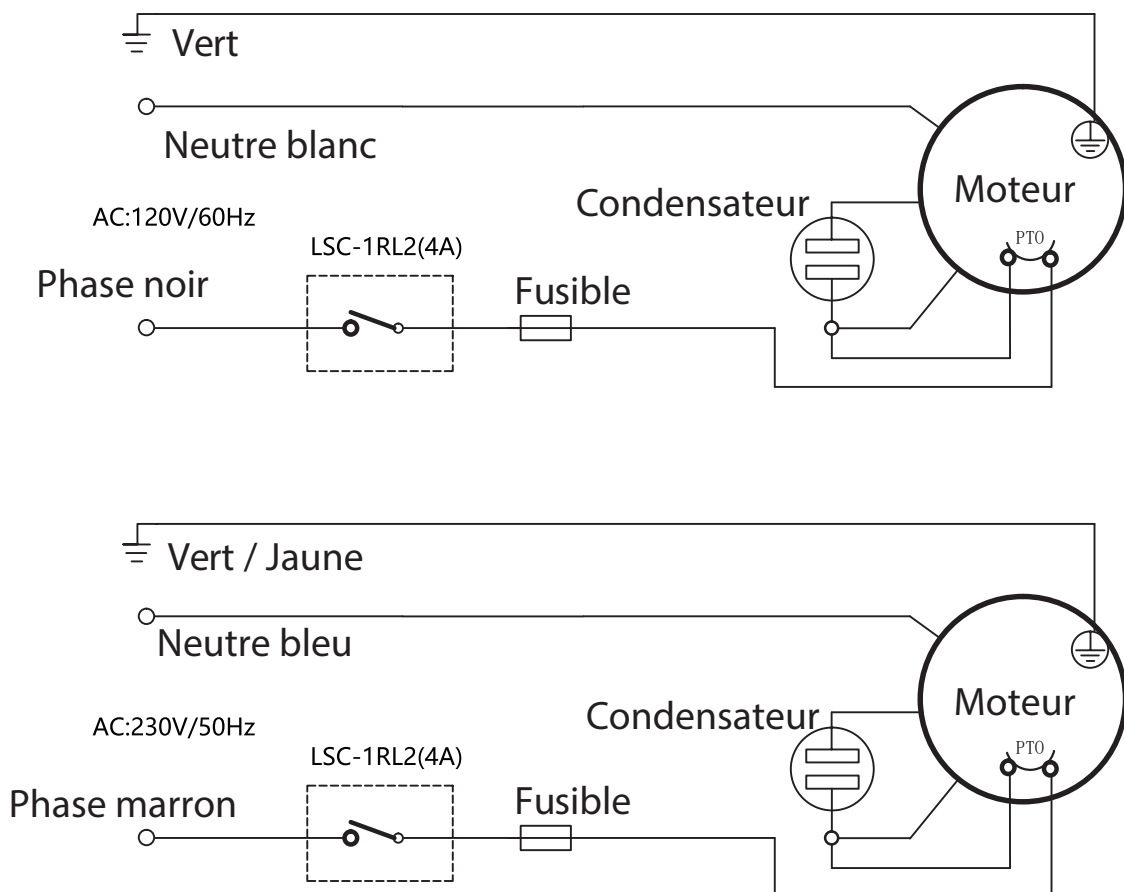 Vert
Neutre blanc
Condensateur
Moteur
AC:120V/60Hz
LSC-1RL2(4A)
PTO
Phase noir
Fusible
Vert / Jaune
Neutre bleu
Condensateur
Moteur
AC:230V/50Hz
LSC-1RL2(4A)
PTO
Phase marron
Fusible